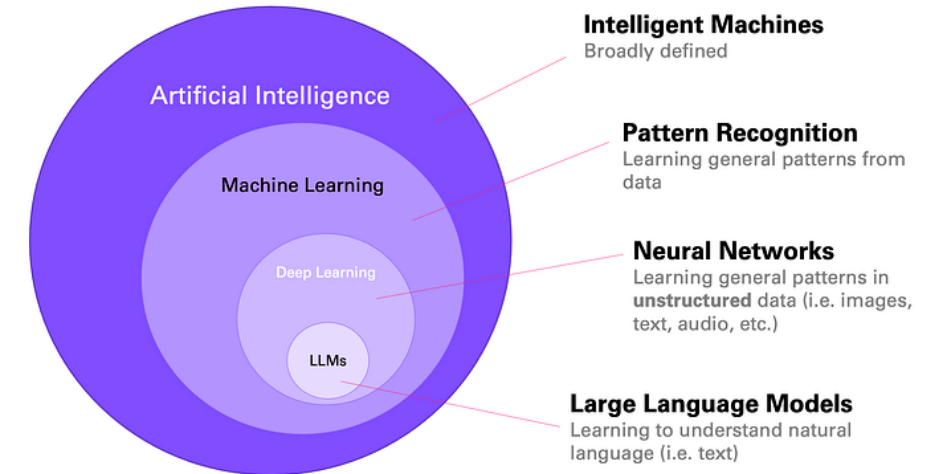 Artificial Intelligence
Machine Learning
Deep Learning
LLMs
Intelligent Machines
Broadly defined
Pattern Recognition
Learning general patterns from
data
Neural Networks
Learning general patterns in
unstructured data (i.e. images,
text, audio, etc.)
Large Language Models
Learning to understand natural
language (i.e. text)